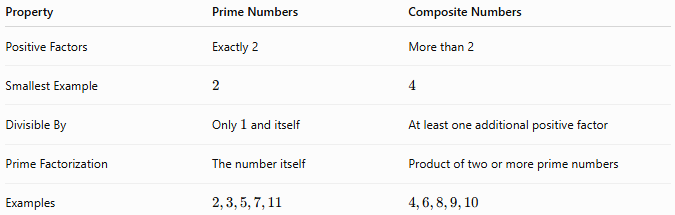 Property Prime Numbers Composite Numbers
Positive Factors Exactly 2 More than 2
Smallest Example 2 4
Divisible By Only 1 and itself At least one additional positive factor
Prime Factorization The number itself Product of two or more prime numbers
Examples 2, 3, 5, 7, 11 4, 6, 8, 9, 10